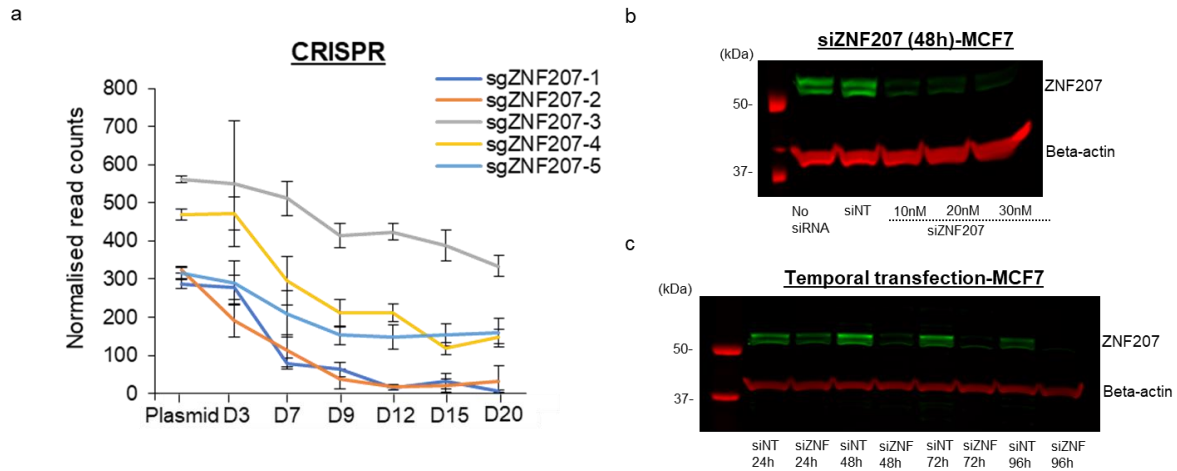 a
CRISPR
Normalised read counts
800
700
600
500
400
300
200
100
0
Plasmid D3 D7 D9 D12 D15 D20
sgZNF207-1
sgZNF207-2
sgZNF207-3
sgZNF207-4
sgZNF207-5
b
siZNF207 (48h)-MCF7
(kDa)
50-
37-
ZNF207
Beta-actin
No siNT 10nM 20nM 30nM
siRNA siZNF207
c
Temporal transfection-MCF7
(kDa)
50-
37-
ZNF207
Beta-actin
siNT siZNF siNT siZNF siNT siZNF siNT siZNF
24h 24h 48h 48h 72h 72h 96h 96h